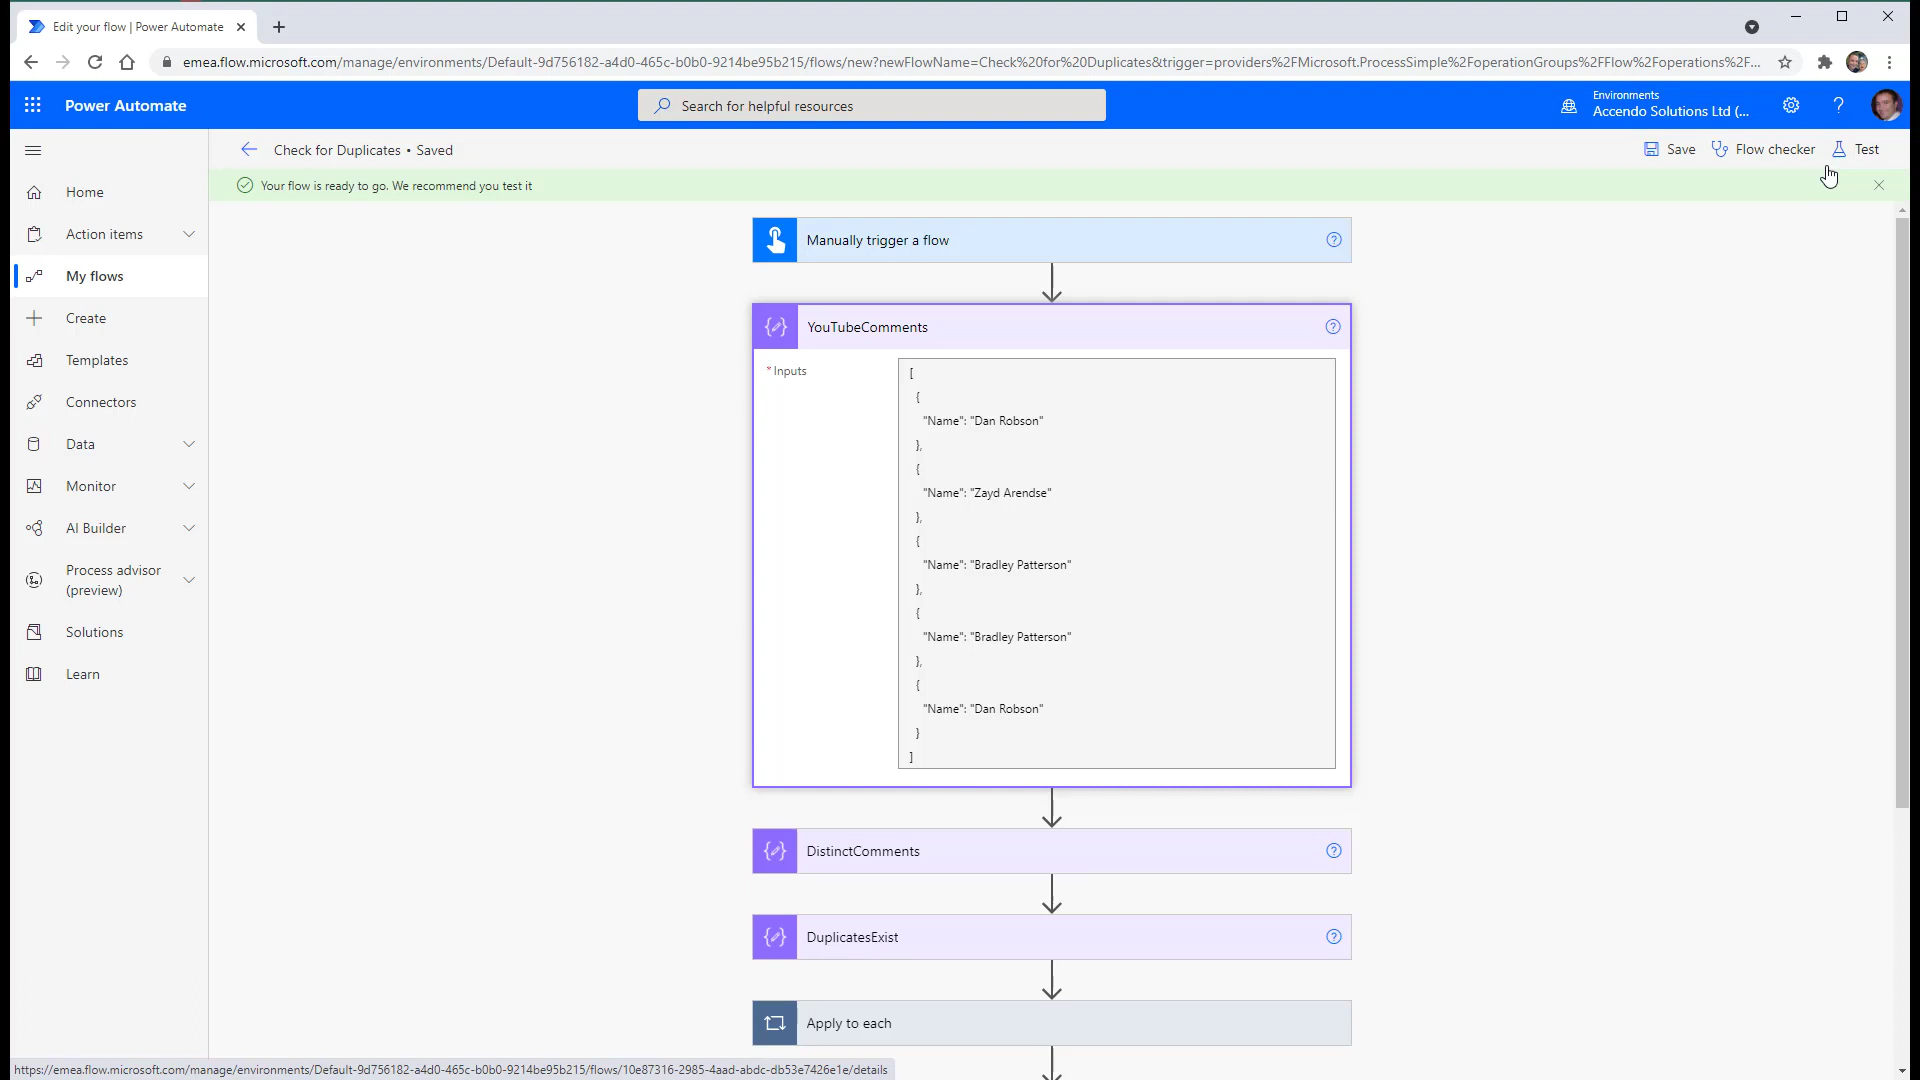 Edit your flow | Power Automate
emea.flow.microsoft.com/manage/environments/Default-9d756182-a4d0-465c-b0b0-9214be95b215/flows/new?newFlowName=Check%20for%20Duplicates&trigger=providers%2FMicrosoft.ProcessSimple%2FoperationGroups%2FFlow%2Foperations%2F...
Power Automate
Search for helpful resources
Environments
Accendo Solutions Ltd (...
Check for Duplicates • Saved
Save
Flow checker
Test
Your flow is ready to go. We recommend you test it
Home
Action items
My flows
Create
Templates
Connectors
Data
Monitor
AI Builder
Process advisor
(preview)
Solutions
Learn
Manually trigger a flow
YouTubeComments
* Inputs
[
{
"Name": "Dan Robson"
},
{
"Name": "Zayd Arendse"
},
{
"Name": "Bradley Patterson"
},
{
"Name": "Bradley Patterson"
},
{
"Name": "Dan Robson"
}
]
DistinctComments
DuplicatesExist
Apply to each
https://emea.flow.microsoft.com/manage/environments/Default-9d756182-a4d0-465c-b0b0-9214be95b215/flows/10e87316-2985-4aad-abdc-db53e7426e1e/details